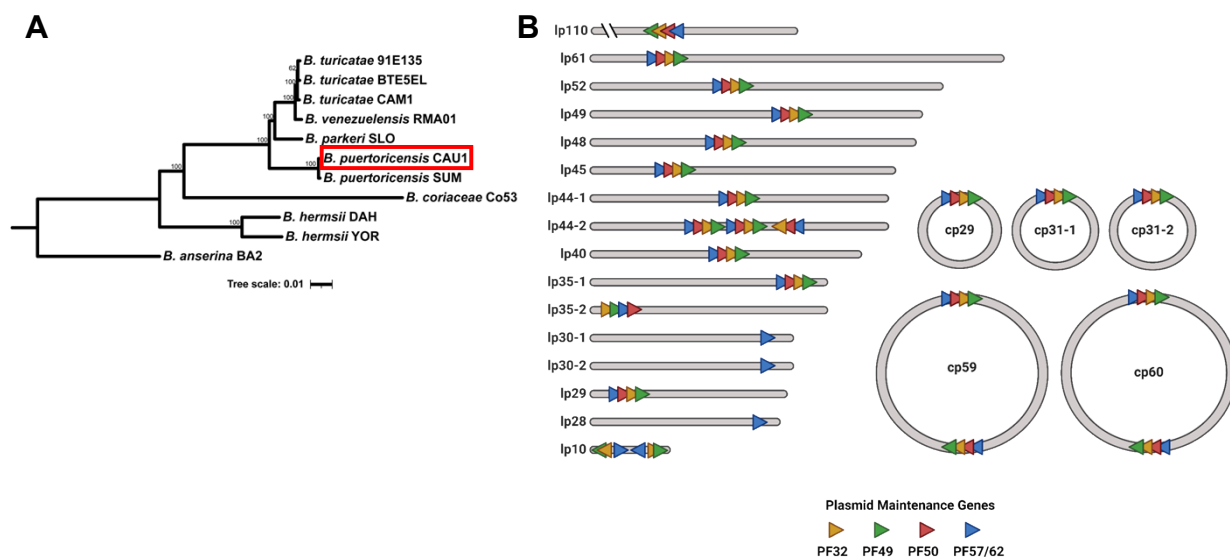 A
B. turicatae 91E135
B. turicatae BTE5EL
B. turicatae CAM1
B. venezuelensis RMA01
B. parkeri SLO
B. puertoricensis CAU1
B. puertoricensis SUM
B. coriaceae Co53
B. hermsii DAH
B. hermsii YOR
B. anserina BA2
62
100
100
100
100
100
100
100
Tree scale: 0.01
B
lp110
lp61
lp52
lp49
lp48
lp45
lp44-1
lp44-2
lp40
lp35-1
lp35-2
lp30-1
lp30-2
lp29
lp28
lp10
cp29
cp31-1
cp31-2
cp59
cp60
Plasmid Maintenance Genes
PF32
PF49
PF50
PF57/62